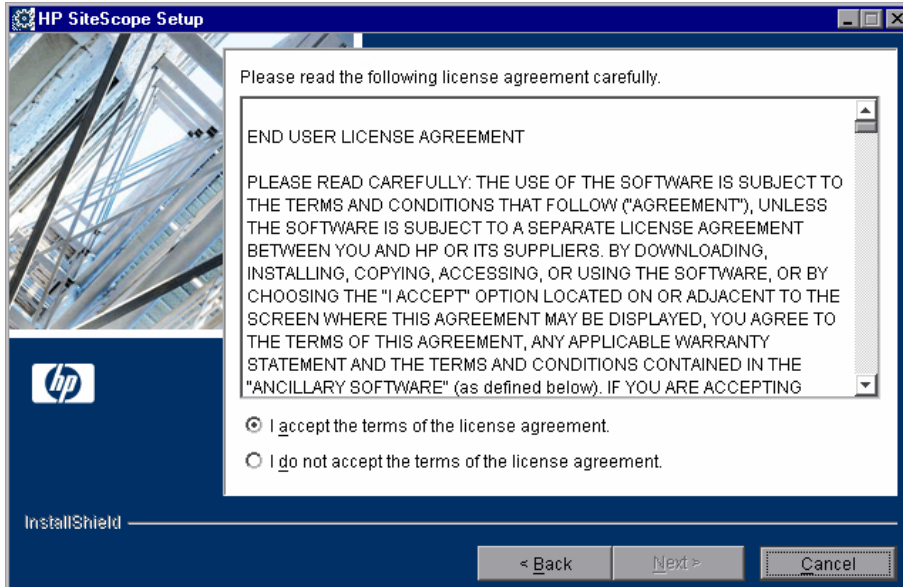 HP SiteScope Setup
Please read the following license agreement carefully.
END USER LICENSE AGREEMENT
PLEASE READ CAREFULLY: THE USE OF THE SOFTWARE IS SUBJECT TO
THE TERMS AND CONDITIONS THAT FOLLOW ("AGREEMENT"), UNLESS
THE SOFTWARE IS SUBJECT TO A SEPARATE LICENSE AGREEMENT
BETWEEN YOU AND HP OR ITS SUPPLIERS. BY DOWNLOADING,
INSTALLING, COPYING, ACCESSING, OR USING THE SOFTWARE, OR BY
CHOOSING THE "I ACCEPT" OPTION LOCATED ON OR ADJACENT TO THE
SCREEN WHERE THIS AGREEMENT MAY BE DISPLAYED, YOU AGREE TO
THE TERMS OF THIS AGREEMENT, ANY APPLICABLE WARRANTY
STATEMENT AND THE TERMS AND CONDITIONS CONTAINED IN THE
"ANCILLARY SOFTWARE" (as defined below). IF YOU ARE ACCEPTING
hp
I accept the terms of the license agreement.
I do not accept the terms of the license agreement.
InstallShield
< Back
Next >
Cancel